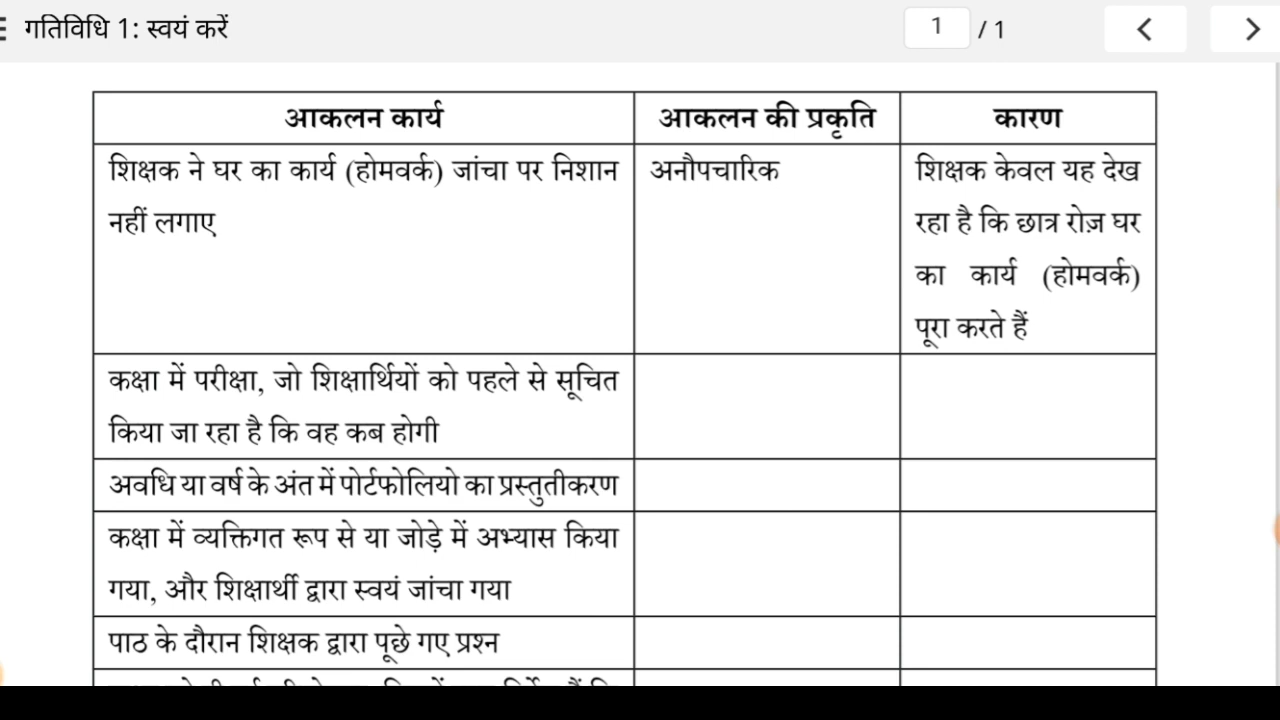 गतिविधि 1: स्वयं करें
1 / 1
आकलन कार्य आकलन की प्रकृति कारण
शिक्षक ने घर का कार्य (होमवर्क) जांचा पर निशान अनौपचारिक शिक्षक केवल यह देख
नहीं लगाए रहा है कि छात्र रोज़ घर
का कार्य (होमवर्क)
पूरा करते हैं
कक्षा में परीक्षा, जो शिक्षार्थियों को पहले से सूचित
किया जा रहा है कि वह कब होगी
अवधि या वर्ष के अंत में पोर्टफोलियो का प्रस्तुतीकरण
कक्षा में व्यक्तिगत रूप से या जोड़े में अभ्यास किया
गया, और शिक्षार्थी द्वारा स्वयं जांचा गया
पाठ के दौरान शिक्षक द्वारा पूछे गए प्रश्न